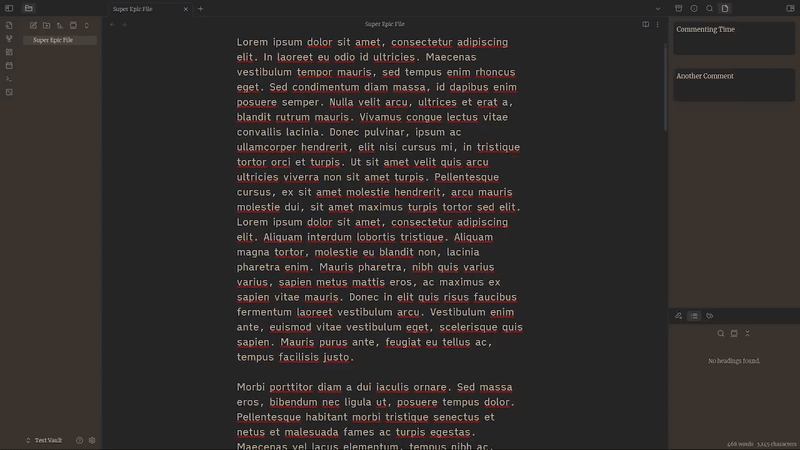 Super Epic File
Super Epic File
Super Epic File
Lorem ipsum dolor sit amet, consectetur adipiscing
elit. In laoreet eu odio id ultricies. Maecenas
vestibulum tempor mauris, sed tempus enim rhoncus
eget. Sed condimentum diam massa, id dapibus enim
posuere semper. Nulla velit arcu, ultrices et erat a,
blandit rutrum mauris. Vivamus congue lectus vitae
convallis lacinia. Donec pulvinar, ipsum ac
ullamcorper hendrerit, elit nisi cursus mi, in tristique
tortor orci et turpis. Ut sit amet velit quis arcu
ultricies viverra non sit amet turpis. Pellentesque
cursus, ex sit amet molestie hendrerit, arcu mauris
molestie dui, sit amet maximus turpis tortor sed elit.
Lorem ipsum dolor sit amet, consectetur adipiscing
elit. Aliquam interdum lobortis tristique. Aliquam
magna tortor, molestie eu blandit non, lacinia
pharetra enim. Mauris pharetra, nibh quis varius
varius, sapien metus mattis eros, ac maximus ex
sapien vitae mauris. Donec in elit quis risus faucibus
fermentum laoreet vestibulum arcu. Vestibulum enim
ante, euismod vitae vestibulum eget, scelerisque quis
sapien. Mauris purus ante, feugiat eu tellus ac,
tempus facilisis justo.
Morbi porttitor diam a dui iaculis ornare. Sed massa
eros, bibendum nec ligula ut, posuere tempus dolor.
Pellentesque habitant morbi tristique senectus et
netus et malesuada fames ac turpis egestas.
Maecenas vel lacus elementum, tempus nibh ac,
Commenting Time
Another Comment
No headings found.
Test Vault
468 words 3,145 characters